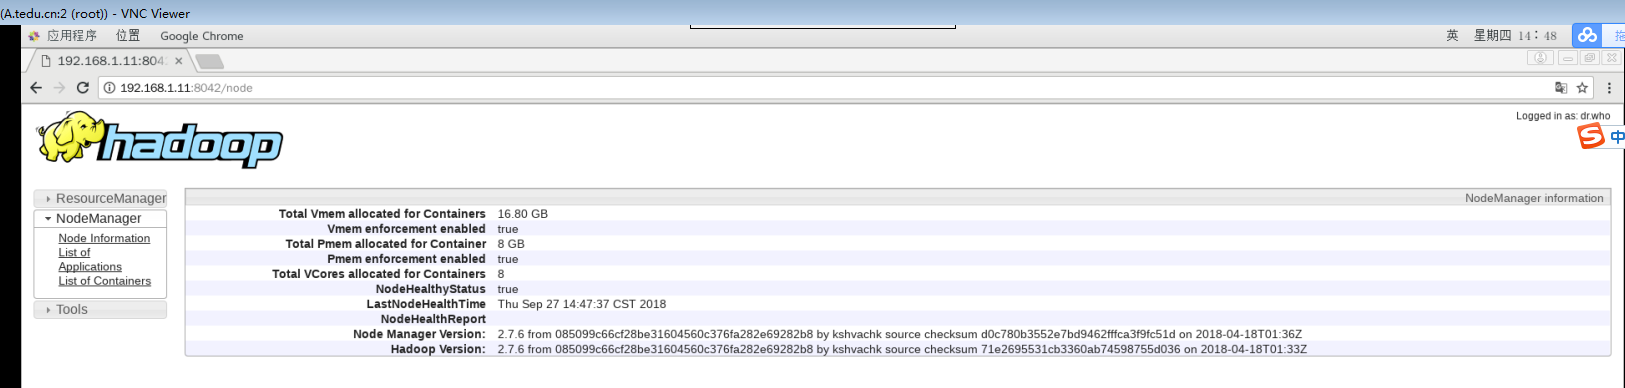 (A.tedu.cn:2 (root)) - VNC Viewer
应用程序 位置 Google Chrome 英 星期四 14:48 拖
192.168.1.11:804
192.168.1.11:8042/node
hadoop
Logged in as: dr.who
中
ResourceManager
NodeManager
Node Information
List of
Applications
List of Containers
Tools
NodeManager information
Total Vmem allocated for Containers 16.80 GB
Vmem enforcement enabled true
Total Pmem allocated for Container 8 GB
Pmem enforcement enabled true
Total VCores allocated for Containers 8
NodeHealthyStatus true
LastNodeHealthTime Thu Sep 27 14:47:37 CST 2018
NodeHealthReport
Node Manager Version: 2.7.6 from 085099c66cf28be31604560c376fa282e69282b8 by kshvachk source checksum d0c780b3552e7bd9462fffca3f9fc51d on 2018-04-18T01:36Z
Hadoop Version: 2.7.6 from 085099c66cf28be31604560c376fa282e69282b8 by kshvachk source checksum 71e2695531cb3360ab74598755d036 on 2018-04-18T01:33Z